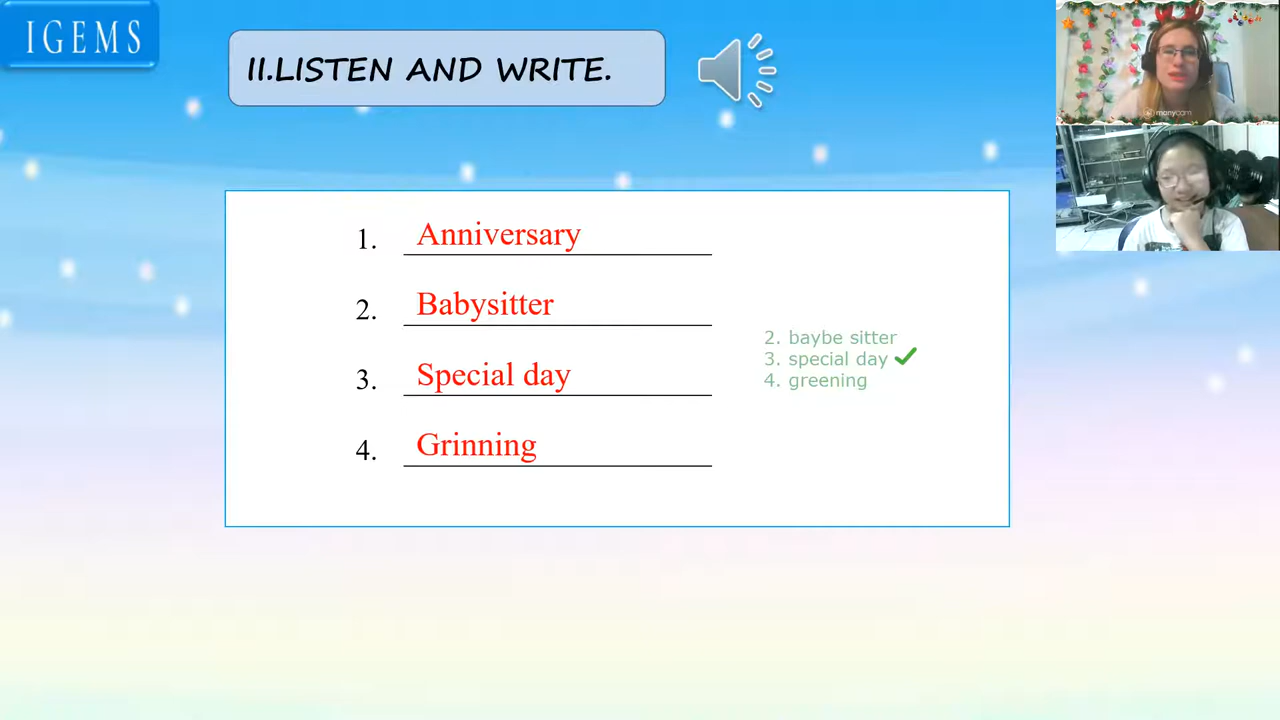 IGEMS
II.LISTEN AND WRITE.
1. Anniversary
2. Babysitter
3. Special day
4. Grinning
2. baybe sitter
3. special day
4. greening
manycam